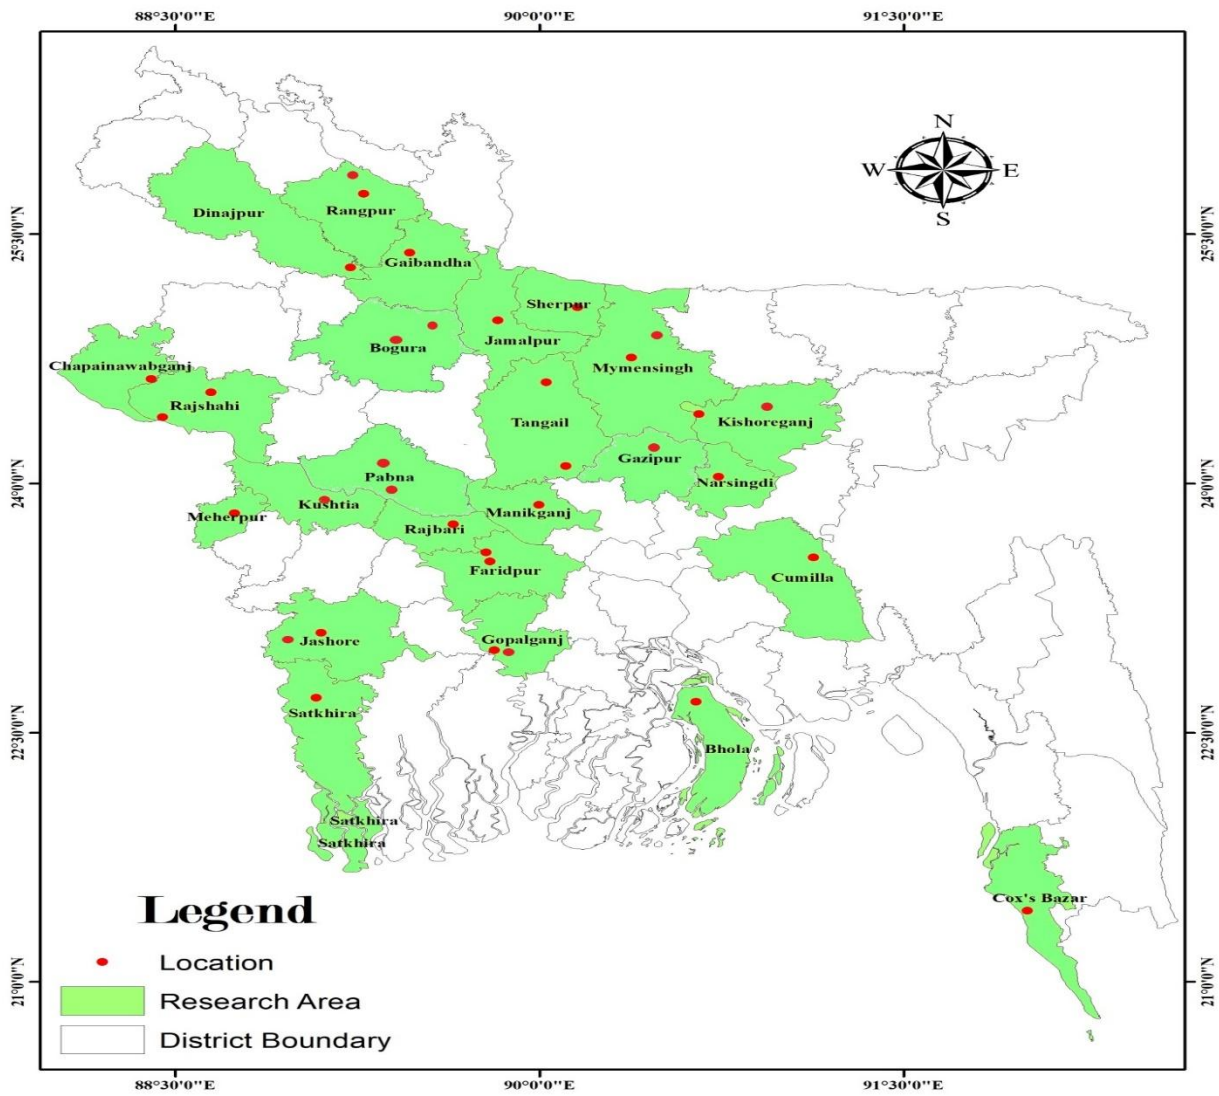 88°30'0"E 90°0'0"E 91°30'0"E
N
W E
S
25°30'0"N 25°30'0"N
Dinajpur
Rangpur
Gaibandha
Sherpur
Jamalpur
Bogura
Mymensingh
Chapainawabganj
Rajshahi
Tangail
Kishoreganj
Gazipur
Narsingdi
24°0'0"N 24°0'0"N
Pabna
Kushtia
Meherpur
Manikganj
Rajbari
Faridpur
Cumilla
Jashore
Gopalganj
Satkhira
22°30'0"N 22°30'0"N
Bhola
Satkhira
Satkhira
Cox's Bazar
Legend
Location
Research Area
District Boundary
21°0'0"N 21°0'0"N
88°30'0"E 90°0'0"E 91°30'0"E